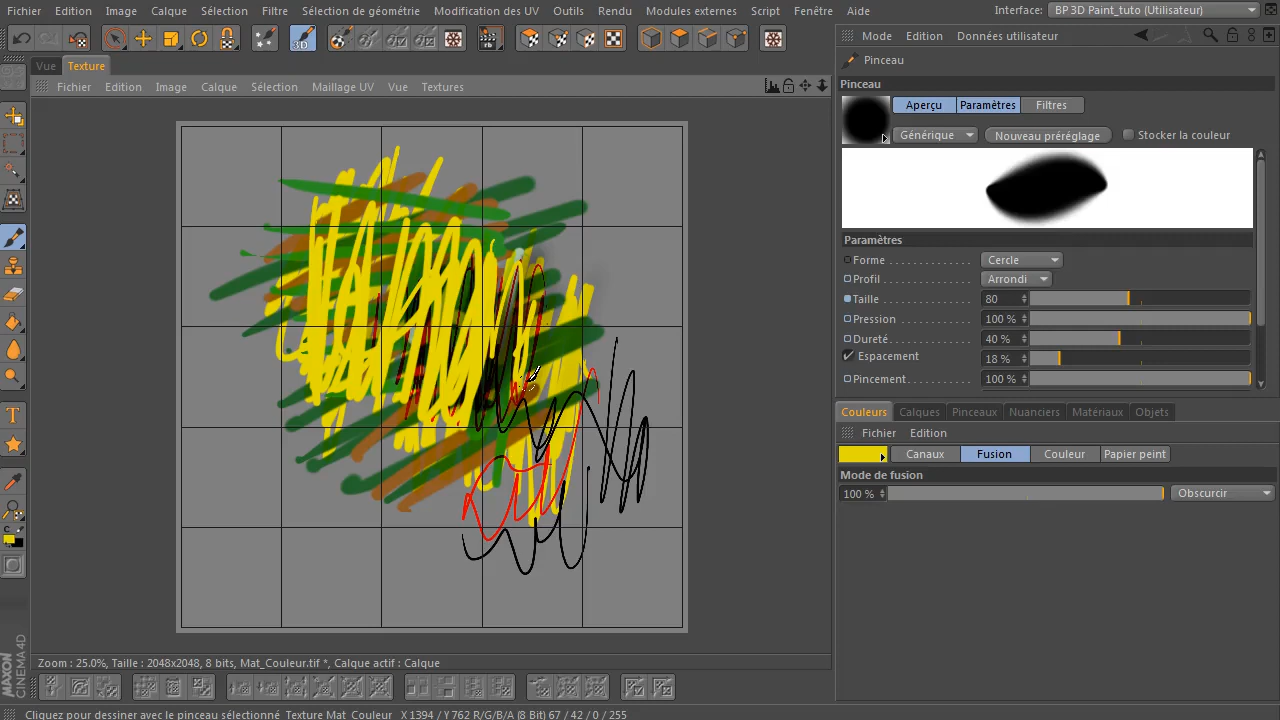 Fichier Edition Image Calque Sélection Filtre Sélection de géométrie Modification des UV Outils Rendu Modules externes Script Fenêtre Aide Interface: BP 3D Paint_tuto (Utilisateur)
3D
Mode Edition Données utilisateur
Pinceau
Vue Texture
Fichier Edition Image Calque Sélection Maillage UV Vue Textures
Pinceau
Aperçu Paramètres Filtres
Générique Nouveau préréglage Stocker la couleur
Paramètres
Forme Cercle
Profil Arrondi
Taille 80
Pression 100 %
Dureté 40 %
Espacement 18 %
Pincement 100 %
Couleurs Calques Pinceaux Nuanciers Matériaux Objets
Fichier Edition
Canaux Fusion Couleur Papier peint
Mode de fusion
100 % Obscurcir
T
C
MAXON
CINEMA 4D
Zoom : 25.0%, Taille : 2048x2048, 8 bits, Mat_Couleur.tif *, Calque actif : Calque
Cliquez pour dessiner avec le pinceau sélectionné Texture Mat_Couleur X 1394 / Y 762 R/G/B/A (8 Bit) 67 / 42 / 0 / 255